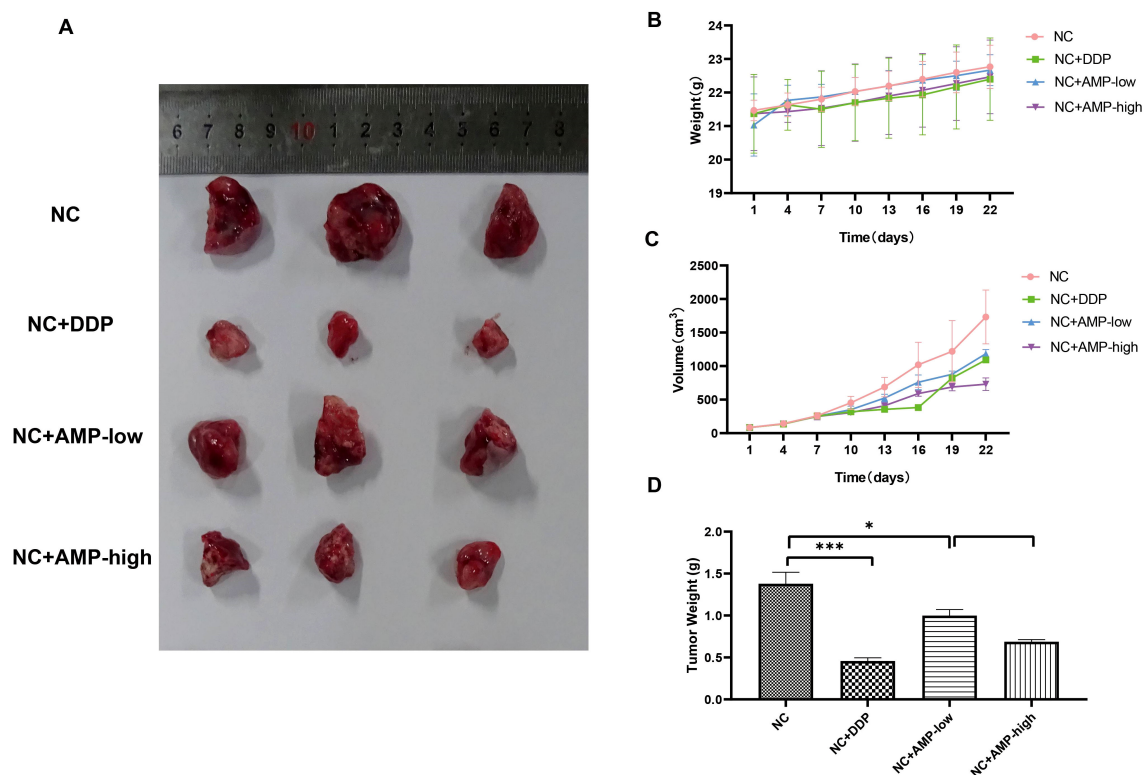 A
6 7 8 9 10 1 2 3 4 5 6 7 8
NC
NC+DDP
NC+AMP-low
NC+AMP-high
B
24
23
22
21
20
19
Weight(g)
1 4 7 10 13 16 19 22
Time(days)
NC
NC+DDP
NC+AMP-low
NC+AMP-high
C
2500
2000
1500
1000
500
0
Volume(cm³)
1 4 7 10 13 16 19 22
Time(days)
NC
NC+DDP
NC+AMP-low
NC+AMP-high
D
2.0
1.5
1.0
0.5
0.0
Tumor Weight (g)
*
***
NC
NC+DDP
NC+AMP-low
NC+AMP-high